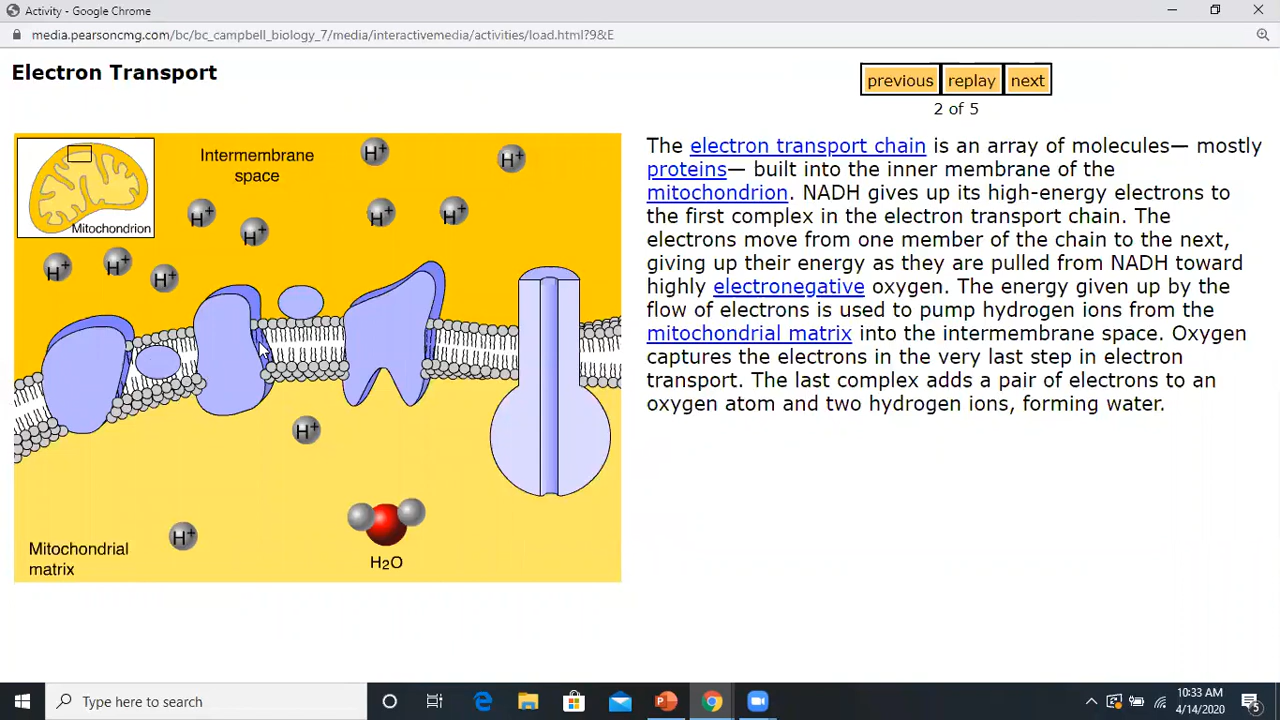 Activity - Google Chrome
media.pearsoncmg.com/bc/bc_campbell_biology_7/media/interactivemedia/activities/load.html?9&E
Electron Transport
previous replay next
2 of 5
Intermembrane
space
H+
H+
H+
H+
H+
H+
H+
H+
H+
Mitochondrion
H+
H+
H2O
Mitochondrial
matrix
The electron transport chain is an array of molecules— mostly
proteins— built into the inner membrane of the
mitochondrion. NADH gives up its high-energy electrons to
the first complex in the electron transport chain. The
electrons move from one member of the chain to the next,
giving up their energy as they are pulled from NADH toward
highly electronegative oxygen. The energy given up by the
flow of electrons is used to pump hydrogen ions from the
mitochondrial matrix into the intermembrane space. Oxygen
captures the electrons in the very last step in electron
transport. The last complex adds a pair of electrons to an
oxygen atom and two hydrogen ions, forming water.
Type here to search
10:33 AM
4/14/2020
5